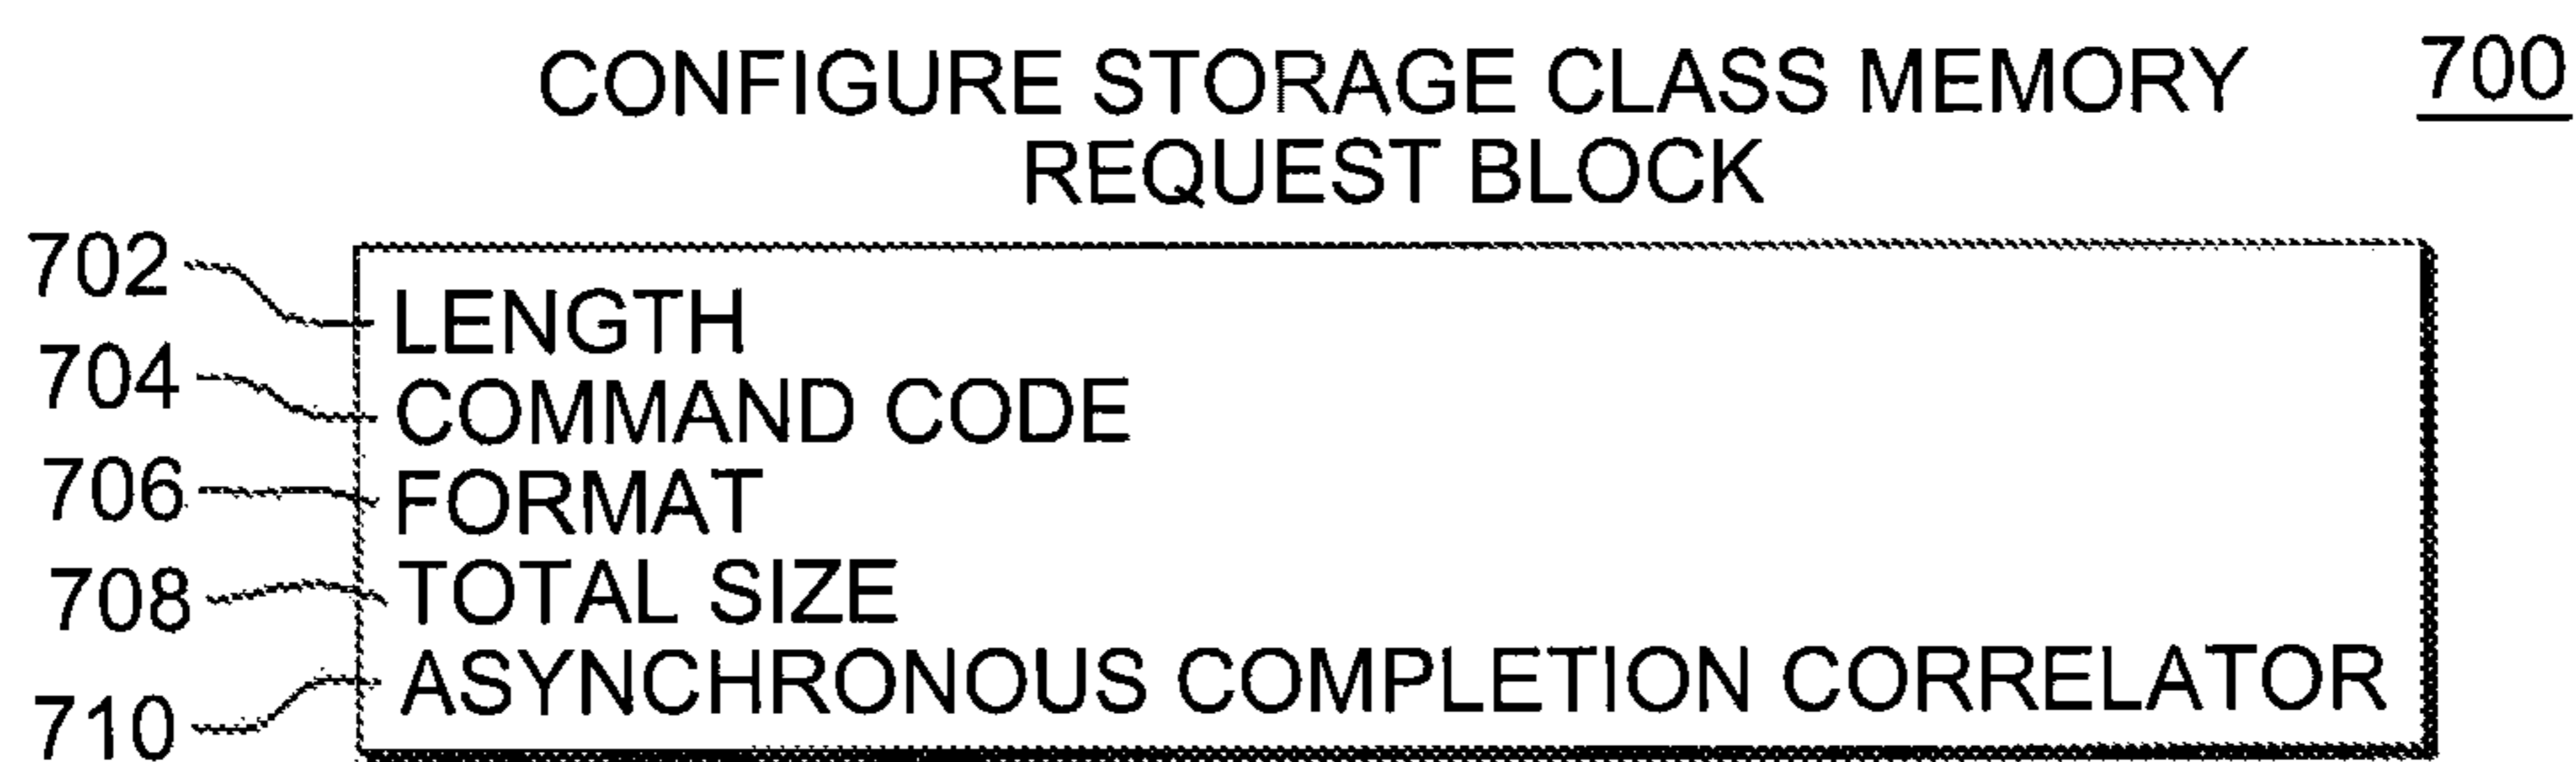 CONFIGURE STORAGE CLASS MEMORY 700
REQUEST BLOCK
702 LENGTH
704 COMMAND CODE
706 FORMAT
708 TOTAL SIZE
710 ASYNCHRONOUS COMPLETION CORRELATOR